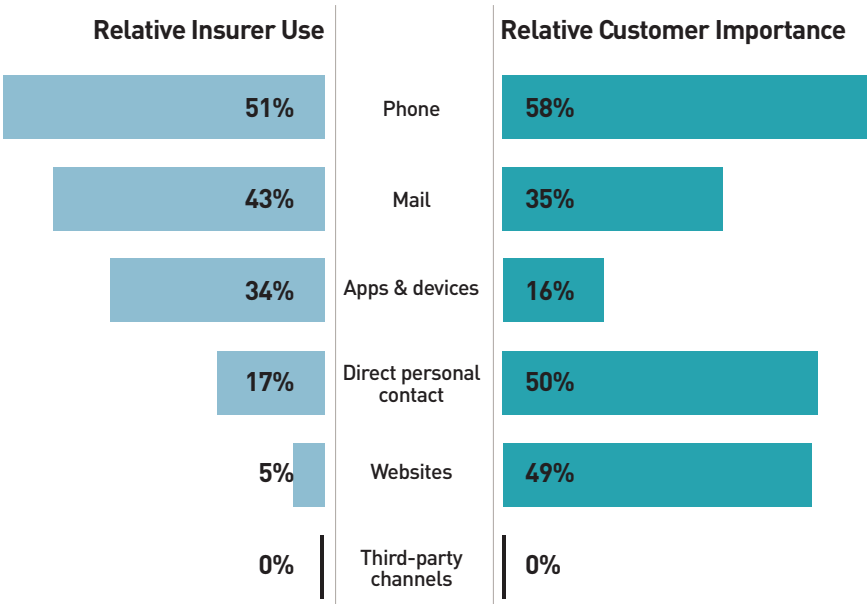 Relative Insurer Use
Relative Customer Importance
51%
Phone
58%
43%
Mail
35%
34%
Apps & devices
16%
17%
Direct personal
contact
50%
5%
Websites
49%
0%
Third-party
channels
0%